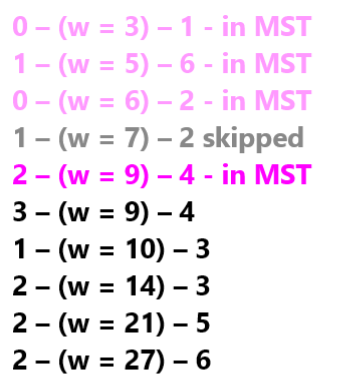 0 – (w = 3) – 1 - in MST
1 – (w = 5) – 6 - in MST
0 – (w = 6) – 2 - in MST
1 – (w = 7) – 2 skipped
2 – (w = 9) – 4 - in MST
3 – (w = 9) – 4
1 – (w = 10) – 3
2 – (w = 14) – 3
2 – (w = 21) – 5
2 – (w = 27) – 6